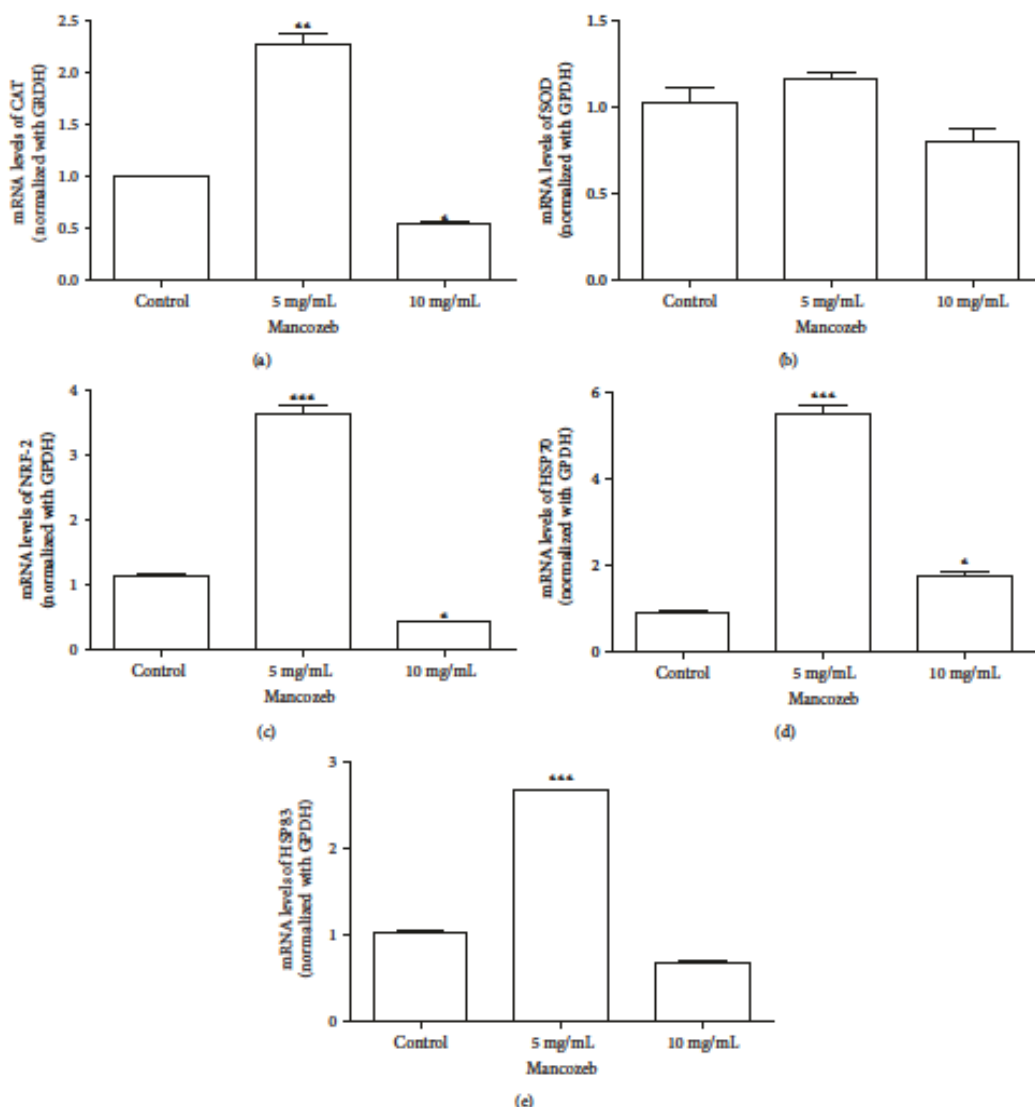 mRNA levels of CAT
(normalized with GRDH)
2.5
2.0
1.5
1.0
0.5
0.0
**
*
Control
5 mg/mL
10 mg/mL
Mancozeb
(a)
mRNA levels of SOD
(normalized with GPDH)
1.5
1.0
0.5
0.0
Control
5 mg/mL
10 mg/mL
Mancozeb
(b)
mRNA levels of NRF-2
(normalized with GPDH)
4
3
2
1
0
***
*
Control
5 mg/mL
10 mg/mL
Mancozeb
(c)
mRNA levels of HSP70
(normalized with GPDH)
6
4
2
0
***
*
Control
5 mg/mL
10 mg/mL
Mancozeb
(d)
mRNA levels of HSP83
(normalized with GPDH)
3
2
1
0
***
Control
5 mg/mL
10 mg/mL
Mancozeb
(e)